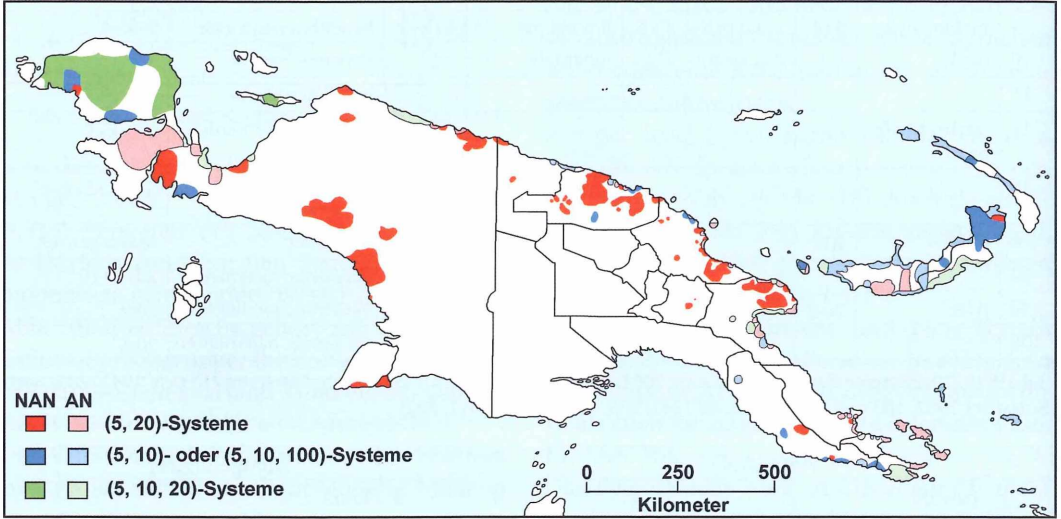 NAN AN
(5, 20)-Systeme
(5, 10)- oder (5, 10, 100)-Systeme
(5, 10, 20)-Systeme
0 250 500
Kilometer